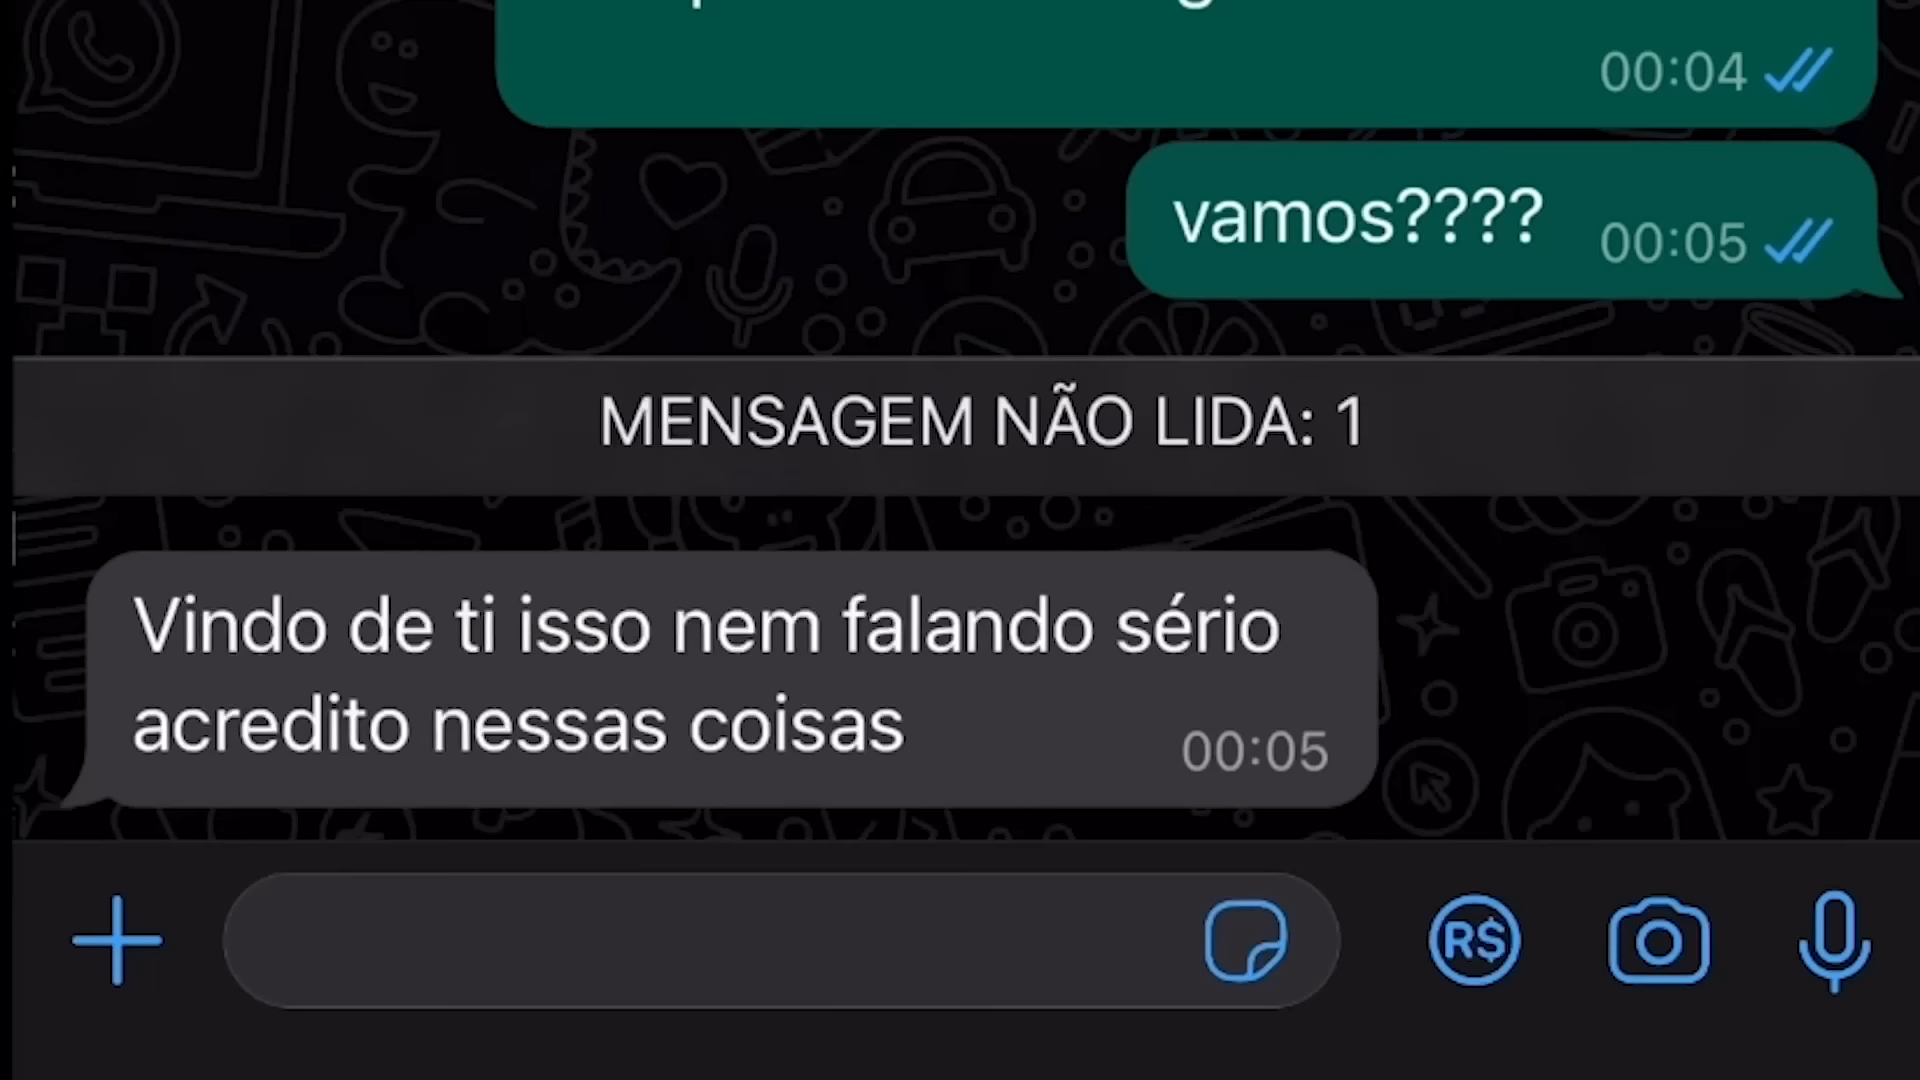 00:04
vamos????
00:05
MENSAGEM NÃO LIDA: 1
Vindo de ti isso nem falando sério
acredito nessas coisas
00:05
R$